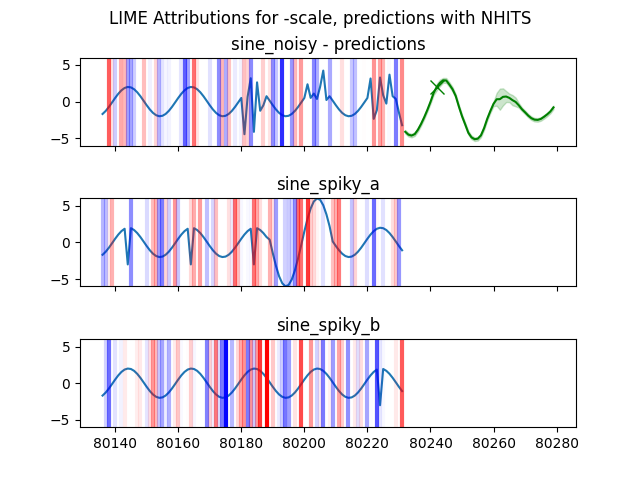 LIME Attributions for -scale, predictions with NHITS
sine_noisy - predictions
5
0
−5
sine_spiky_a
5
0
−5
sine_spiky_b
5
0
−5
80140 80160 80180 80200 80220 80240 80260 80280